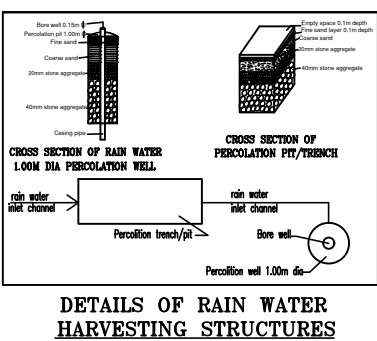 Bore well 0.15m
Percolation pit 1.00m
Fine sand
Coarse sand
20mm stone aggregate
40mm stone aggregate
Casing pipe
CROSS SECTION OF RAIN WATER
1.00M DIA PERCOLATION WELL
Empty space 0.1m depth
Fine sand layer 0.1m depth
Coarse sand
20mm stone aggregate
40mm stone aggregate
CROSS SECTION OF
PERCOLATION PIT/TRENCH
rain water
inlet channel
Percolition trench/pit
rain water
inlet channel
Bore well
Percolition well 1.00m dia
DETAILS OF RAIN WATER
HARVESTING STRUCTURES